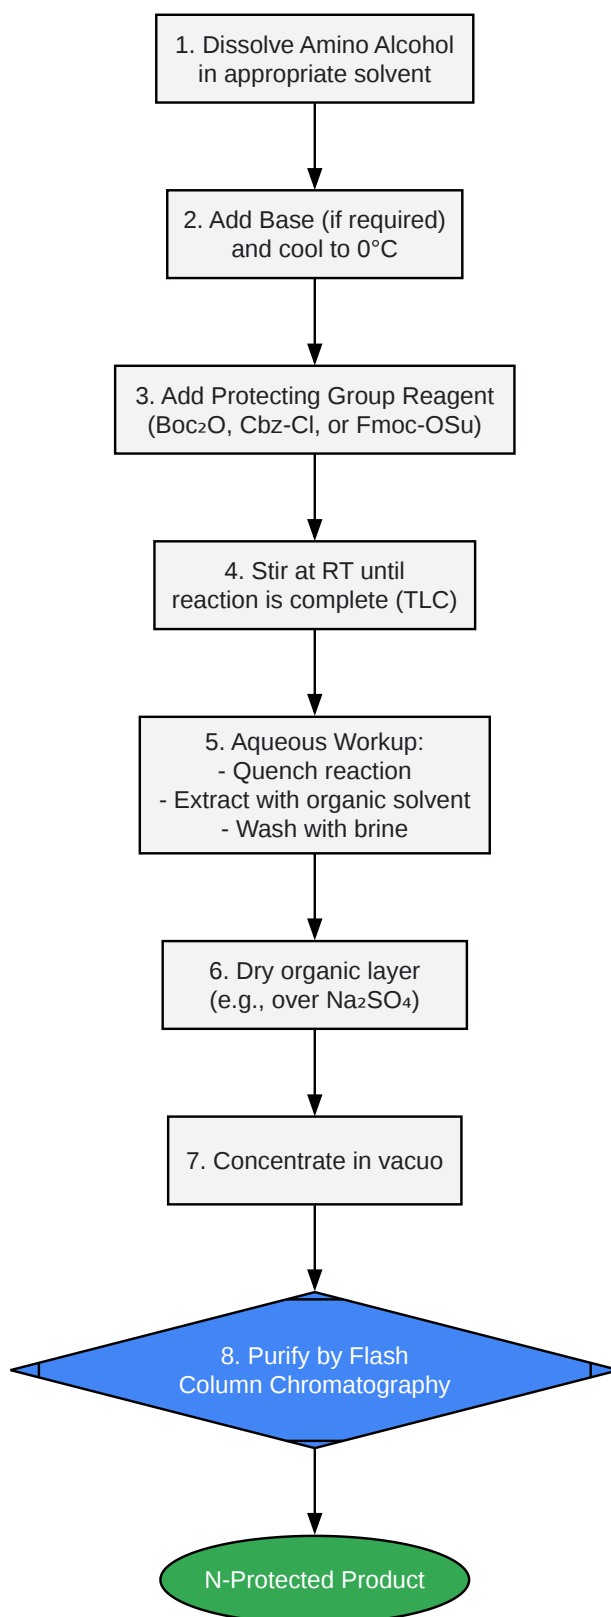 1. Dissolve Amino Alcohol
in appropriate solvent
2. Add Base (if required)
and cool to 0°C
3. Add Protecting Group Reagent
(Boc₂O, Cbz-Cl, or Fmoc-OSu)
4. Stir at RT until
reaction is complete (TLC)
5. Aqueous Workup:
- Quench reaction
- Extract with organic solvent
- Wash with brine
6. Dry organic layer
(e.g., over Na₂SO₄)
7. Concentrate in vacuo
8. Purify by Flash
Column Chromatography
N-Protected Product